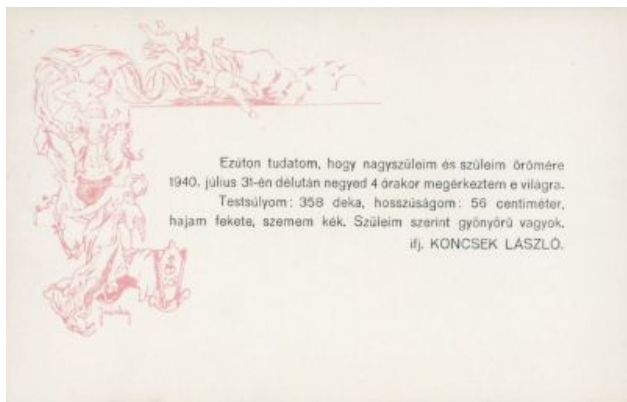 Ezúton tudatom, hogy nagyszüleim és szüleim örömére
1940. július 31-én délután negyed 4 órakor megérkeztem e világra.
Testsúlyom: 358 deka, hosszúságom: 56 centiméter,
hajam fekete, szemem kék. Szüleim szerint gyönyörű vagyok.
ifj. KONCSEK LÁSZLÓ.